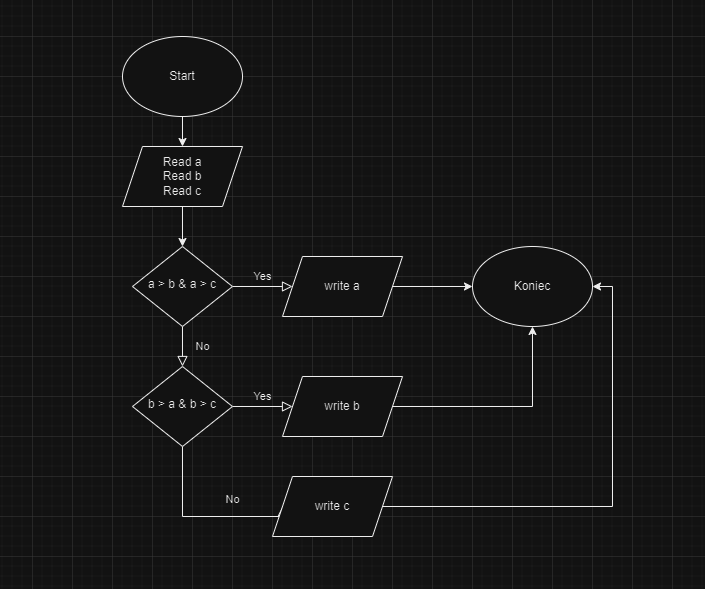 Start
Read a
Read b
Read c
a > b & a > c
Yes
write a
Koniec
No
b > a & b > c
Yes
write b
No
write c